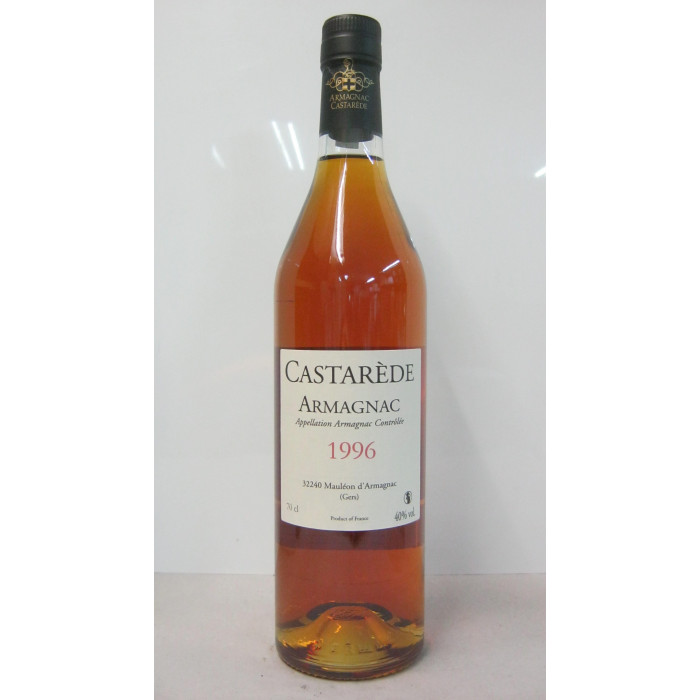 ARMAGNAC
CASTARÈDE
CASTARÈDE
ARMAGNAC
Appellation Armagnac Contrôlée
1996
32240 Mauléon d'Armagnac
(Gers)
70 cl
40% vol.
Product of France